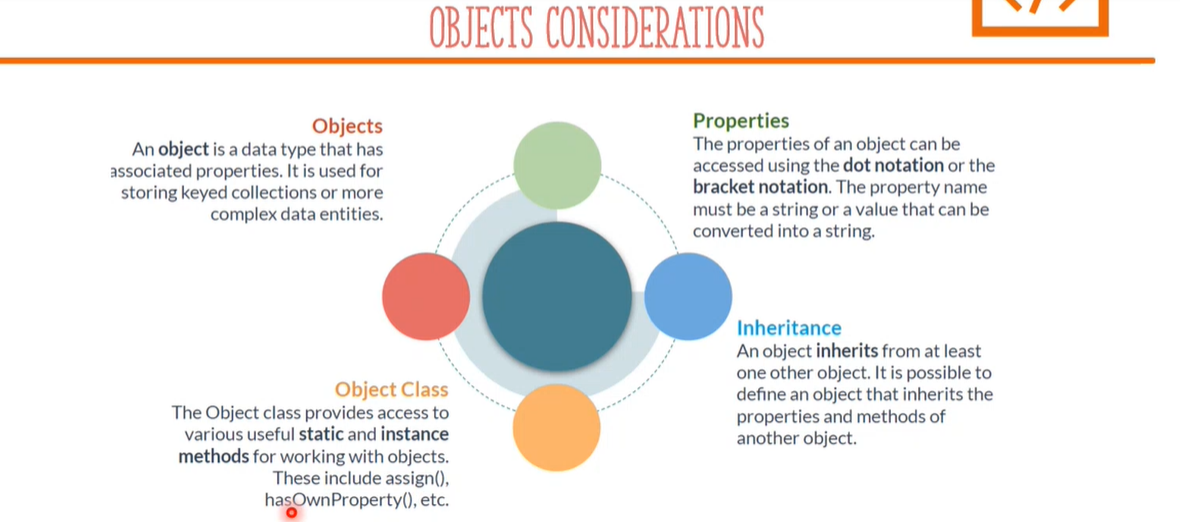 OBJECTS CONSIDERATIONS
Objects
An object is a data type that has
associated properties. It is used for
storing keyed collections or more
complex data entities.
Properties
The properties of an object can be
accessed using the dot notation or the
bracket notation. The property name
must be a string or a value that can be
converted into a string.
Inheritance
An object inherits from at least
one other object. It is possible to
define an object that inherits the
properties and methods of
another object.
Object Class
The Object class provides access to
various useful static and instance
methods for working with objects.
These include assign(),
hasOwnProperty(), etc.